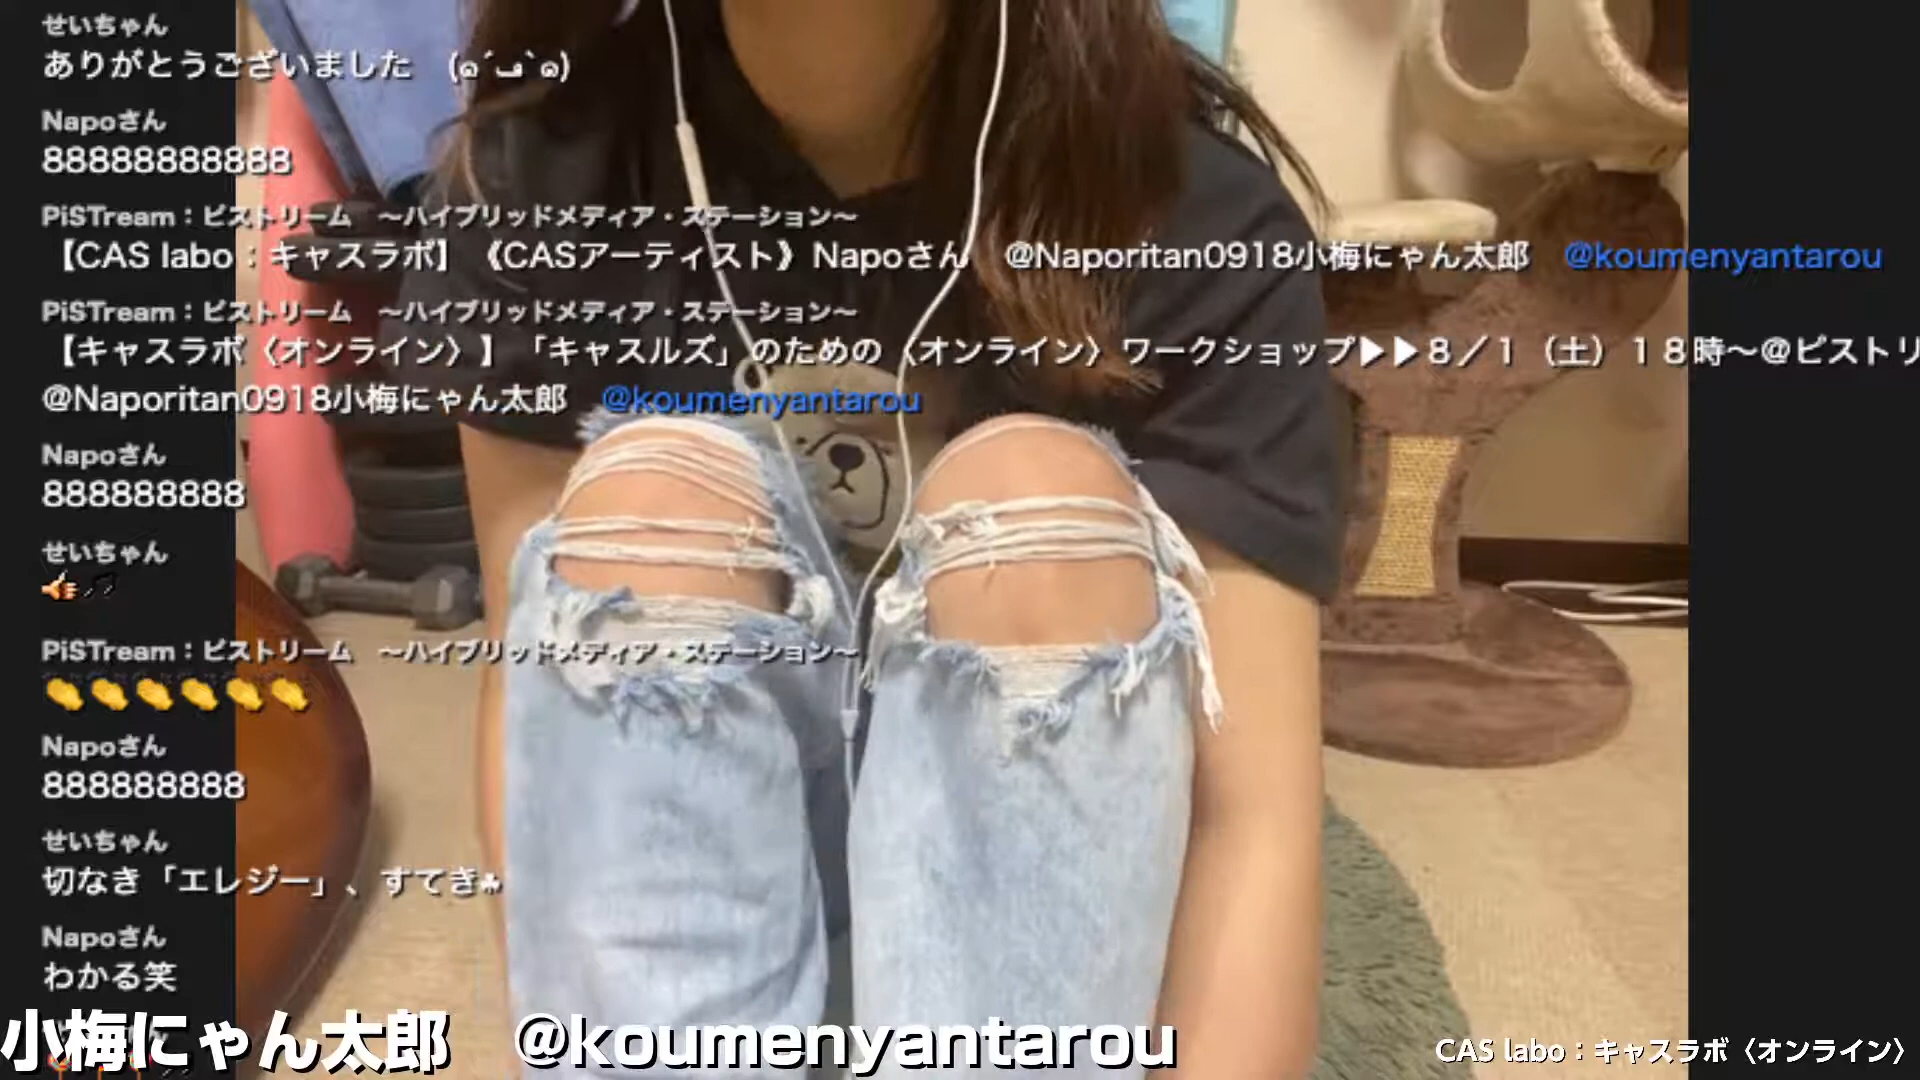 せいちゃん
ありがとうございました　(๑´ڡ`๑)
Napoさん
88888888888
PiSTream：ピストリーム　〜ハイブリッドメディア・ステーション〜
【CAS labo：キャスラボ】《CASアーティスト》Napoさん　@Naporitan0918小梅にゃん太郎　@koumenyantarou
PiSTream：ピストリーム　〜ハイブリッドメディア・ステーション〜
【キャスラボ〈オンライン〉】「キャスルズ」のための〈オンライン〉ワークショップ▶▶８／１（土）１８時〜@ピストリ
@Naporitan0918小梅にゃん太郎　@koumenyantarou
Napoさん
888888888
せいちゃん
👍🎵
PiSTream：ピストリーム　〜ハイブリッドメディア・ステーション〜
👏👏👏👏👏👏
Napoさん
888888888
せいちゃん
切なき「エレジー」、すてき☘
Napoさん
わかる笑
小梅にゃん太郎　@koumenyantarou
CAS labo：キャスラボ〈オンライン〉